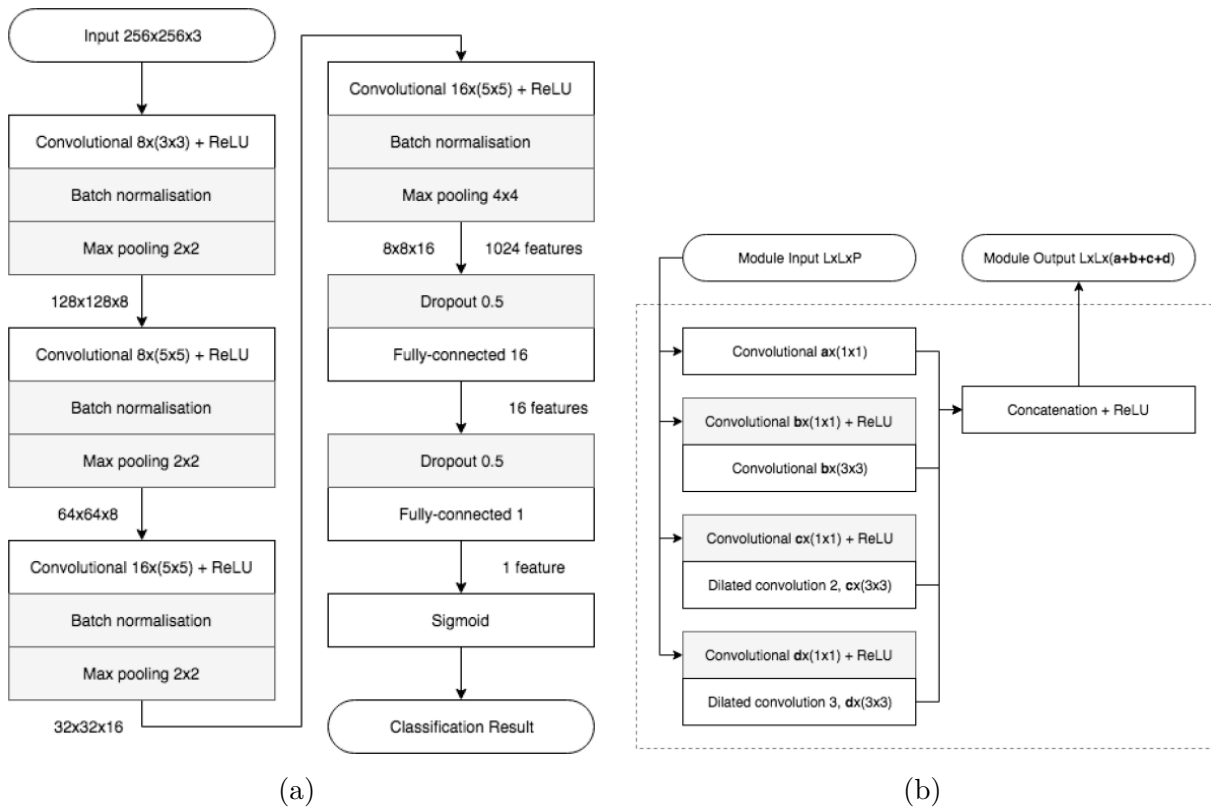 Input 256x256x3
Convolutional 8x(3x3) + ReLU
Batch normalisation
Max pooling 2x2
128x128x8
Convolutional 8x(5x5) + ReLU
Batch normalisation
Max pooling 2x2
64x64x8
Convolutional 16x(5x5) + ReLU
Batch normalisation
Max pooling 2x2
32x32x16
Convolutional 16x(5x5) + ReLU
Batch normalisation
Max pooling 4x4
8x8x16 1024 features
Dropout 0.5
Fully-connected 16
16 features
Dropout 0.5
Fully-connected 1
1 feature
Sigmoid
Classification Result
(a)
Module Input LxLxP
Module Output LxLx(a+b+c+d)
Convolutional ax(1x1)
Convolutional bx(1x1) + ReLU
Convolutional bx(3x3)
Convolutional cx(1x1) + ReLU
Dilated convolution 2, cx(3x3)
Convolutional dx(1x1) + ReLU
Dilated convolution 3, dx(3x3)
Concatenation + ReLU
(b)